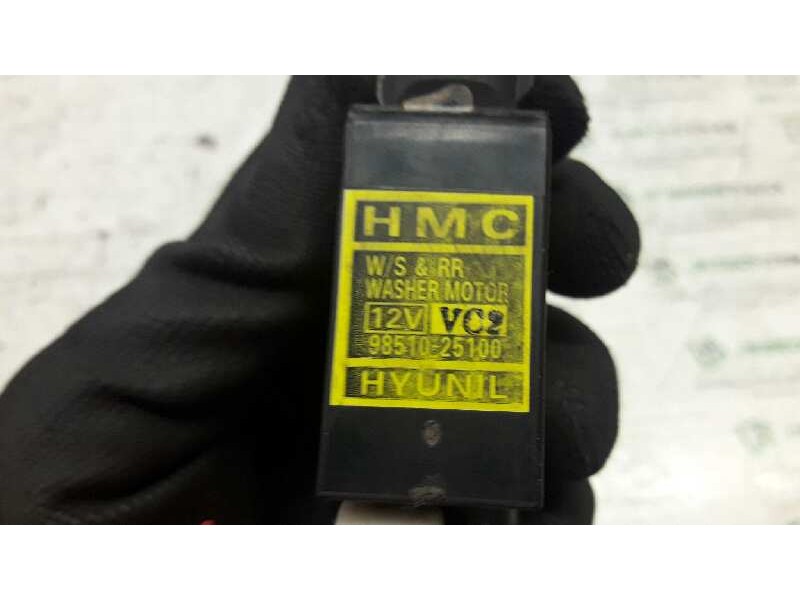 HMC
W/S & RR
WASHER MOTOR
12V VC2
98510-25100
HYUNIL